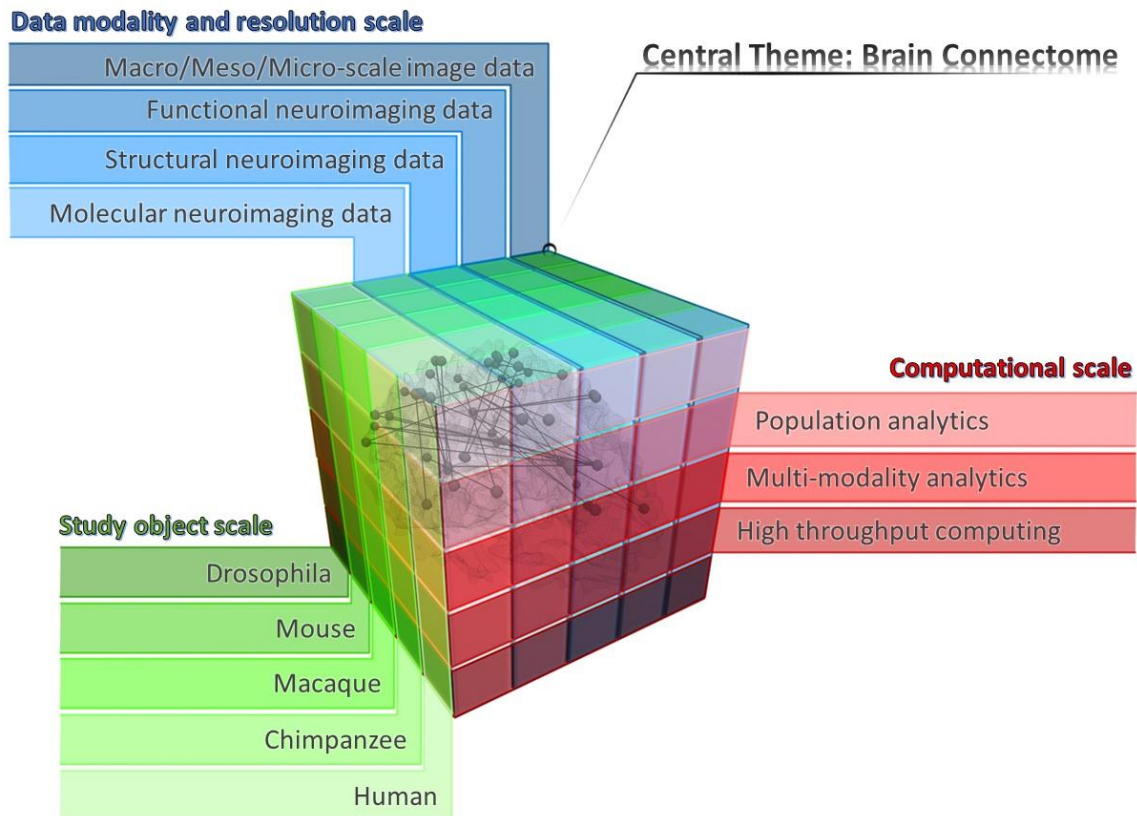 Data modality and resolution scale
Macro/Meso/Micro-scale image data
Functional neuroimaging data
Structural neuroimaging data
Molecular neuroimaging data
Central Theme: Brain Connectome
Computational scale
Population analytics
Multi-modality analytics
High throughput computing
Study object scale
Drosophila
Mouse
Macaque
Chimpanzee
Human